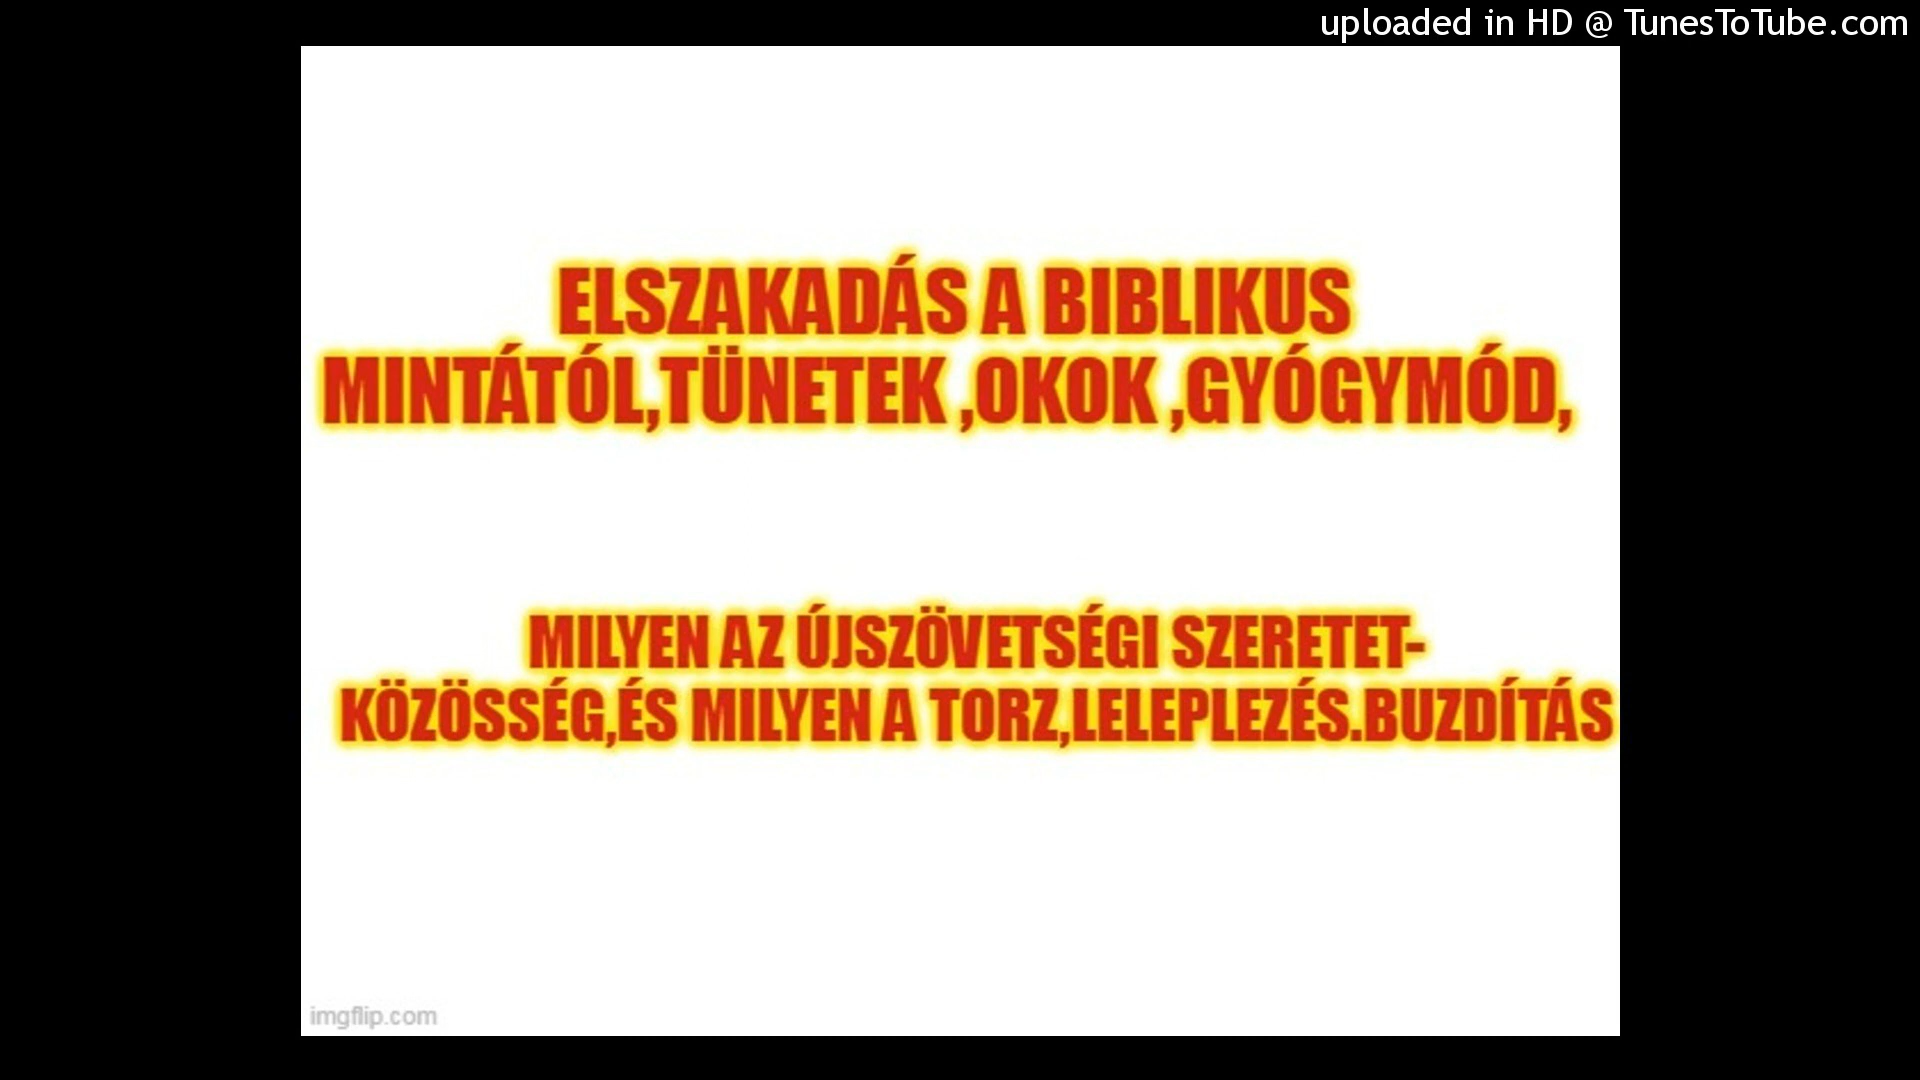 uploaded in HD @ TunesToTube.com
ELSZAKADÁS A BIBLIKUS
MINTÁTÓL,TÜNETEK ,OKOK ,GYÓGYMÓD,
MILYEN AZ ÚJSZÖVETSÉGI SZERETET-
KÖZÖSSÉG,ÉS MILYEN A TORZ,LELEPLEZÉS.BUZDÍTÁS
imgflip.com